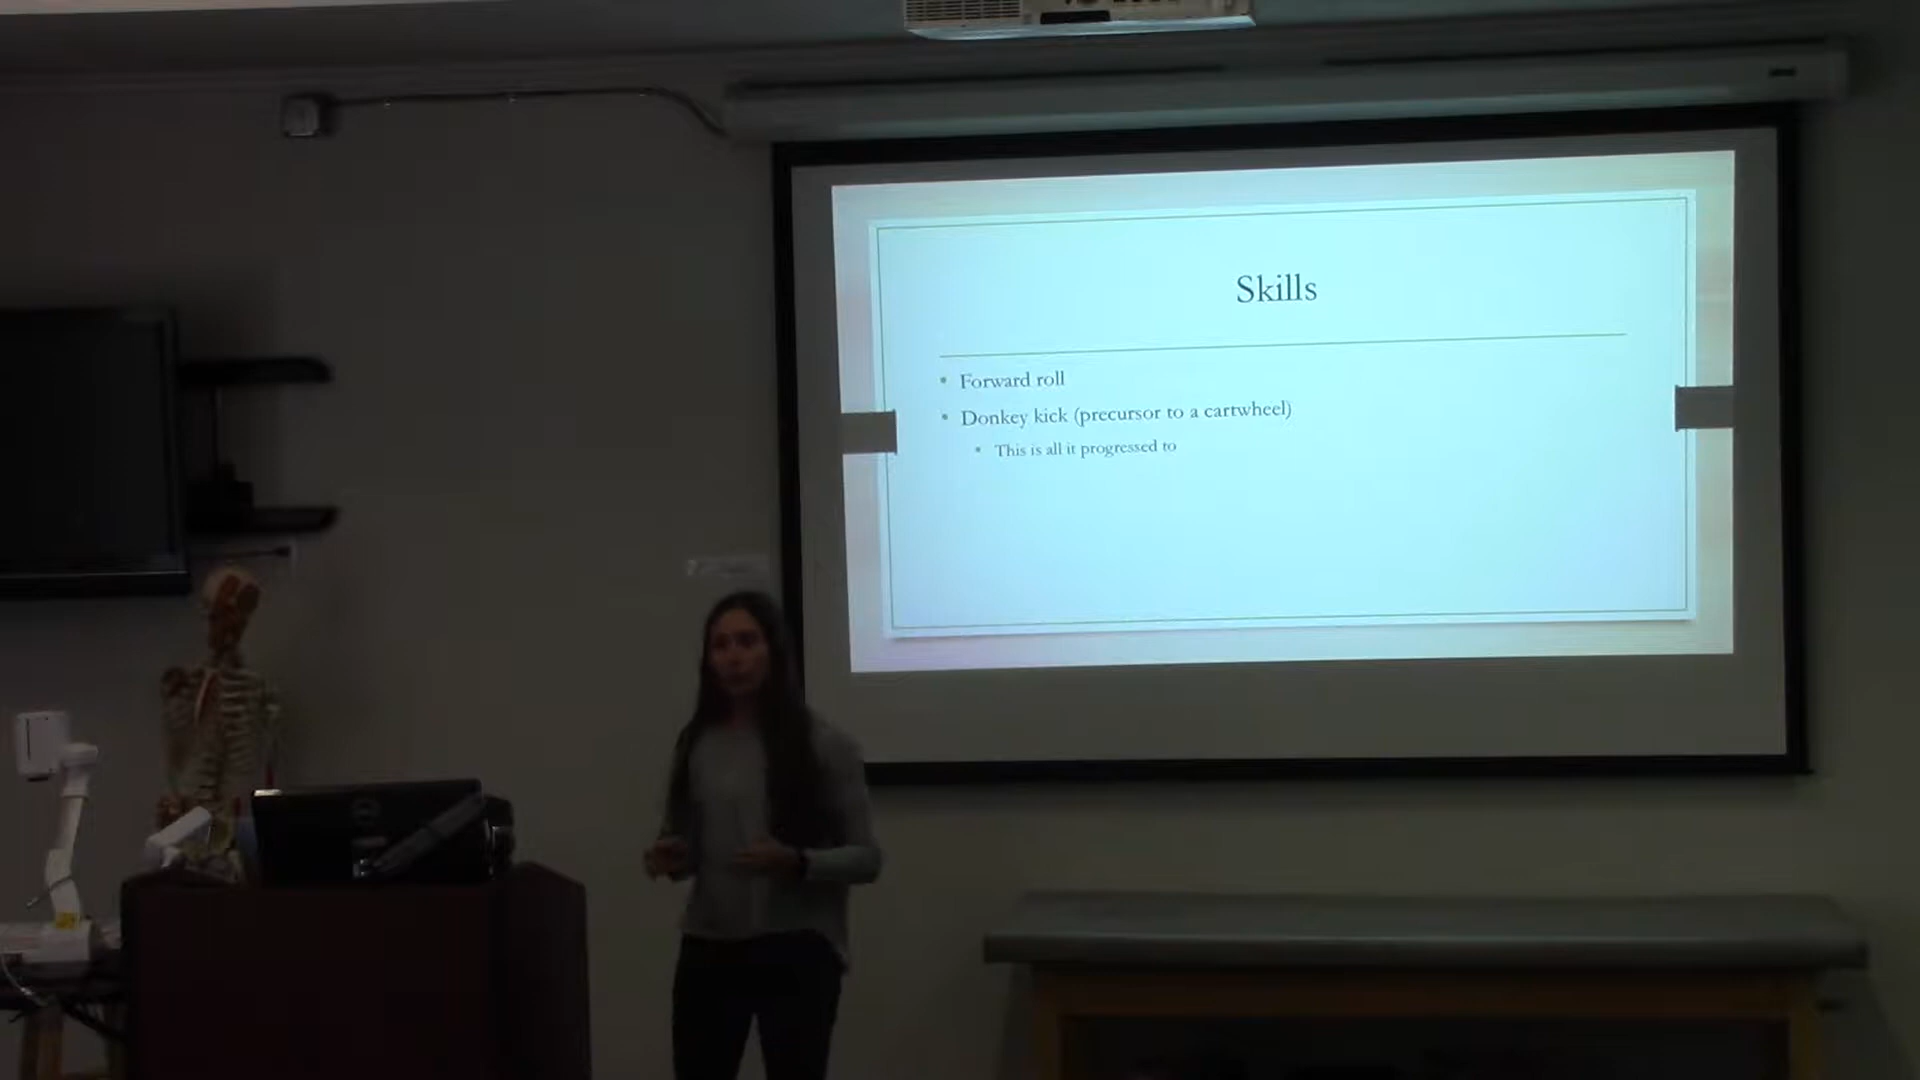 Skills
Forward roll
Donkey kick (precursor to a cartwheel)
This is all it progressed to